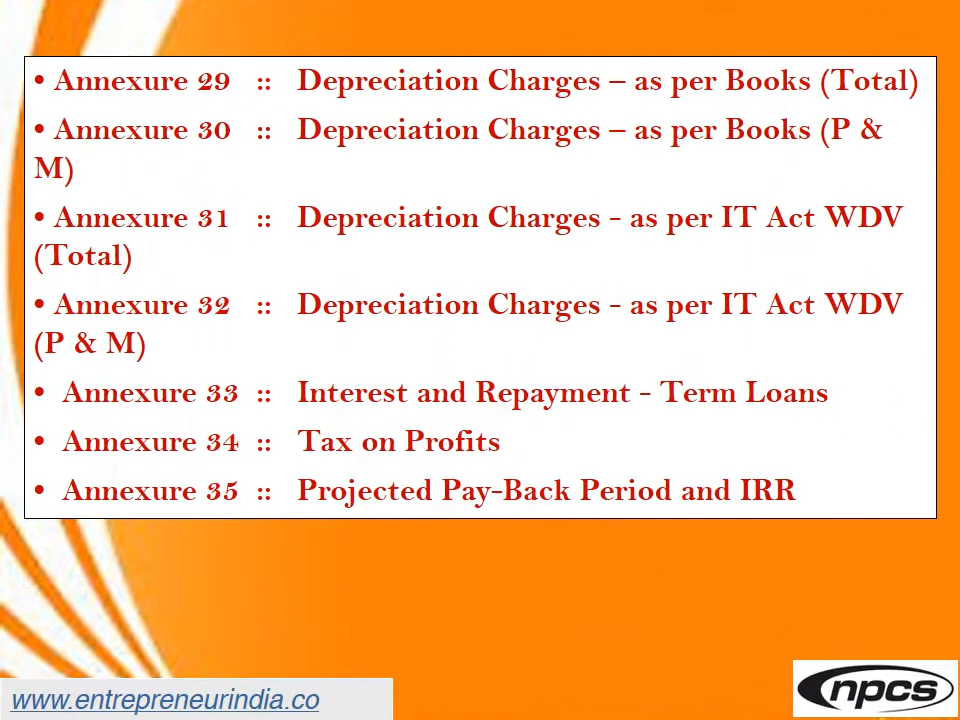 • Annexure 29 :: Depreciation Charges – as per Books (Total)
• Annexure 30 :: Depreciation Charges – as per Books (P &
M)
• Annexure 31 :: Depreciation Charges - as per IT Act WDV
(Total)
• Annexure 32 :: Depreciation Charges - as per IT Act WDV
(P & M)
• Annexure 33 :: Interest and Repayment - Term Loans
• Annexure 34 :: Tax on Profits
• Annexure 35 :: Projected Pay-Back Period and IRR
www.entrepreneurindia.co
npcs